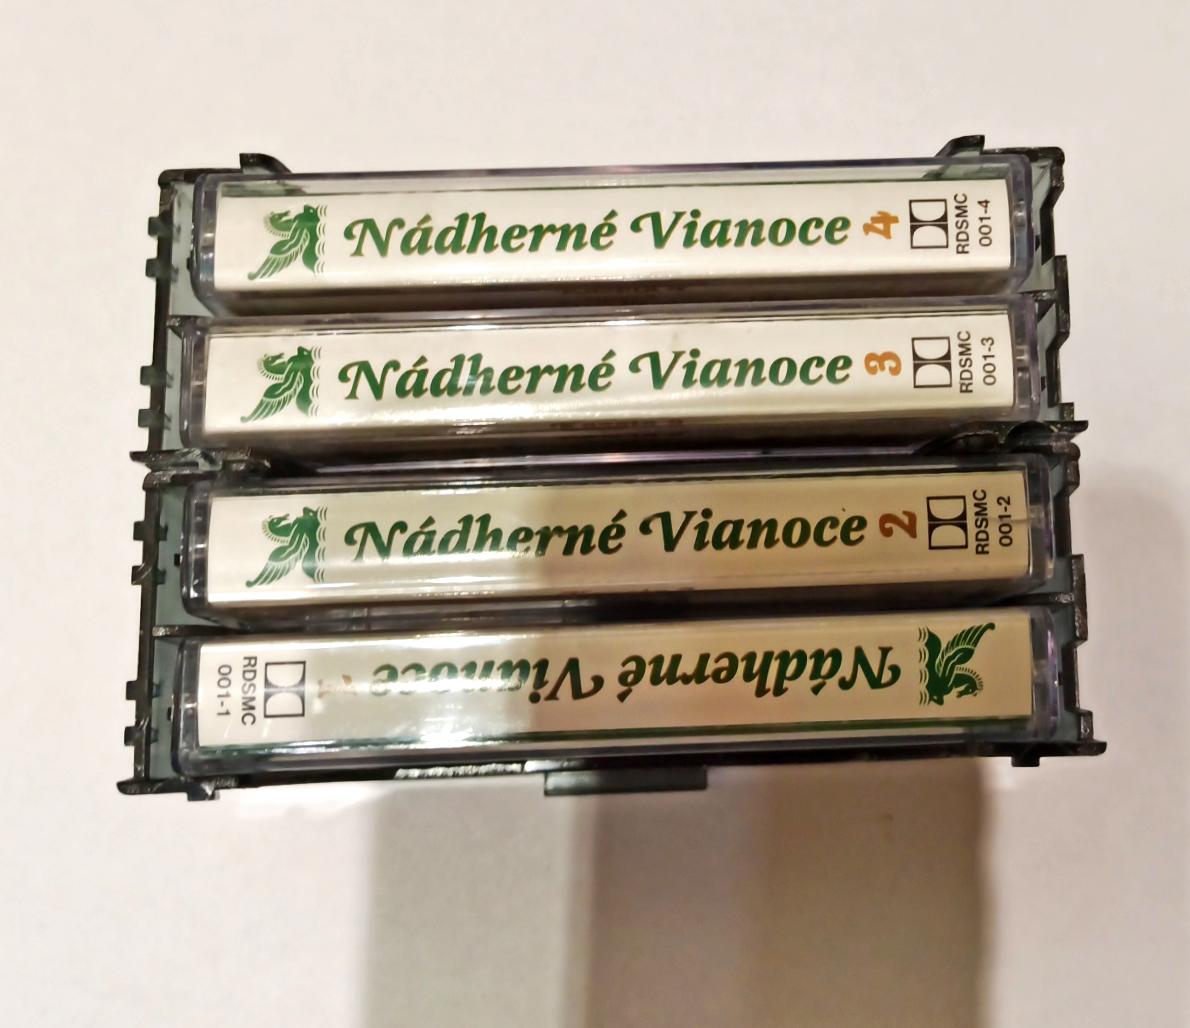 Nádherné Vianoce 4
RDSMC
001-4
Nádherné Vianoce 3
RDSMC
001-3
Nádherné Vianoce 2
RDSMC
001-2
Nádherné Vianoce
RDSMC
001-1